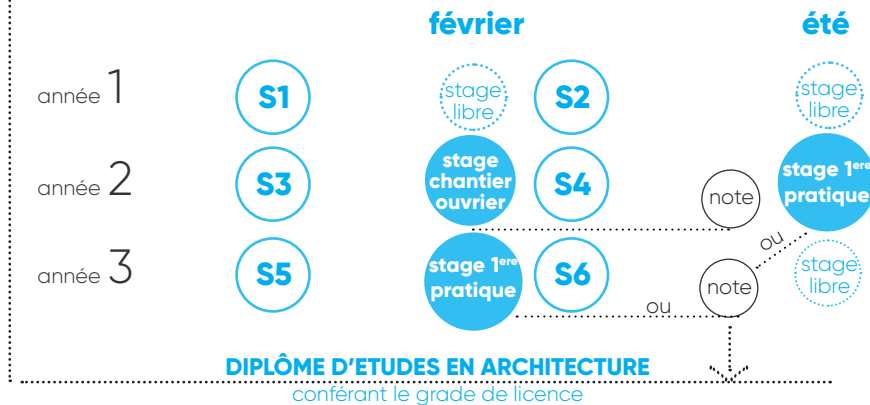 février été
année 1 S1 stage libre S2 stage libre
année 2 S3 stage chantier ouvrier S4 note stage 1ere pratique
ou
année 3 S5 stage 1ere pratique S6 note stage libre
ou
DIPLÔME D'ETUDES EN ARCHITECTURE
conférant le grade de licence